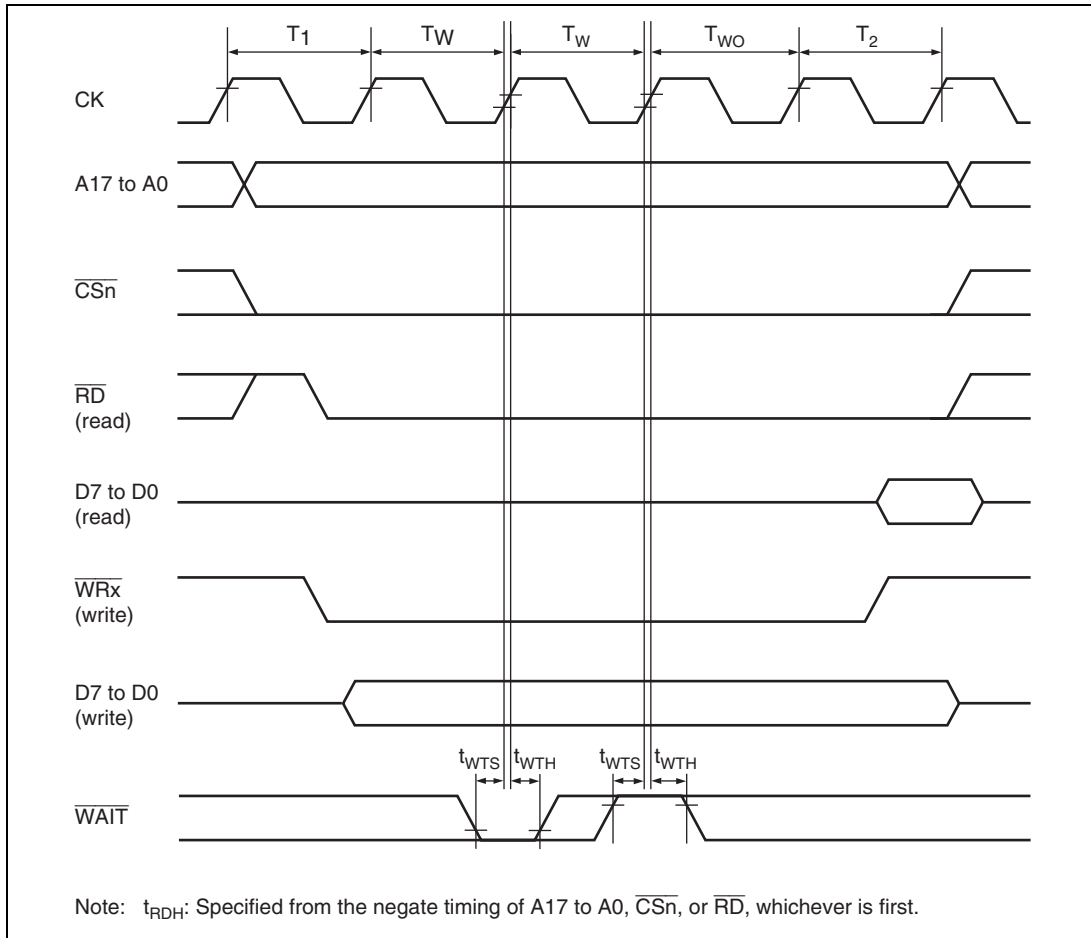 T1 TW TW TWO T2
CK
A17 to A0
CSn
RD
(read)
D7 to D0
(read)
WRx
(write)
D7 to D0
(write)
tWTS tWTH tWTS tWTH
WAIT
Note: tRDH: Specified from the negate timing of A17 to A0, CSn, or RD, whichever is first.